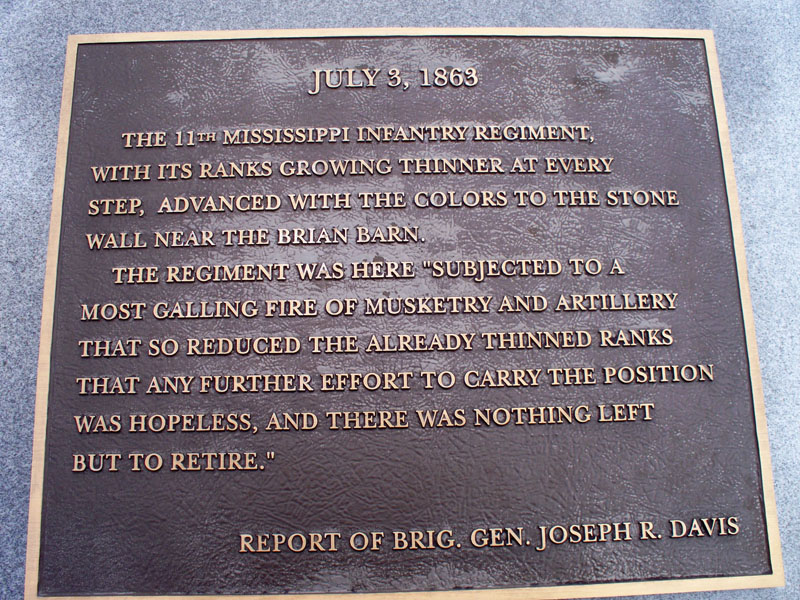 JULY 3, 1863
THE 11TH MISSISSIPPI INFANTRY REGIMENT,
WITH ITS RANKS GROWING THINNER AT EVERY
STEP, ADVANCED WITH THE COLORS TO THE STONE
WALL NEAR THE BRIAN BARN.
THE REGIMENT WAS HERE "SUBJECTED TO A
MOST GALLING FIRE OF MUSKETRY AND ARTILLERY
THAT SO REDUCED THE ALREADY THINNED RANKS
THAT ANY FURTHER EFFORT TO CARRY THE POSITION
WAS HOPELESS, AND THERE WAS NOTHING LEFT
BUT TO RETIRE."
REPORT OF BRIG. GEN. JOSEPH R. DAVIS